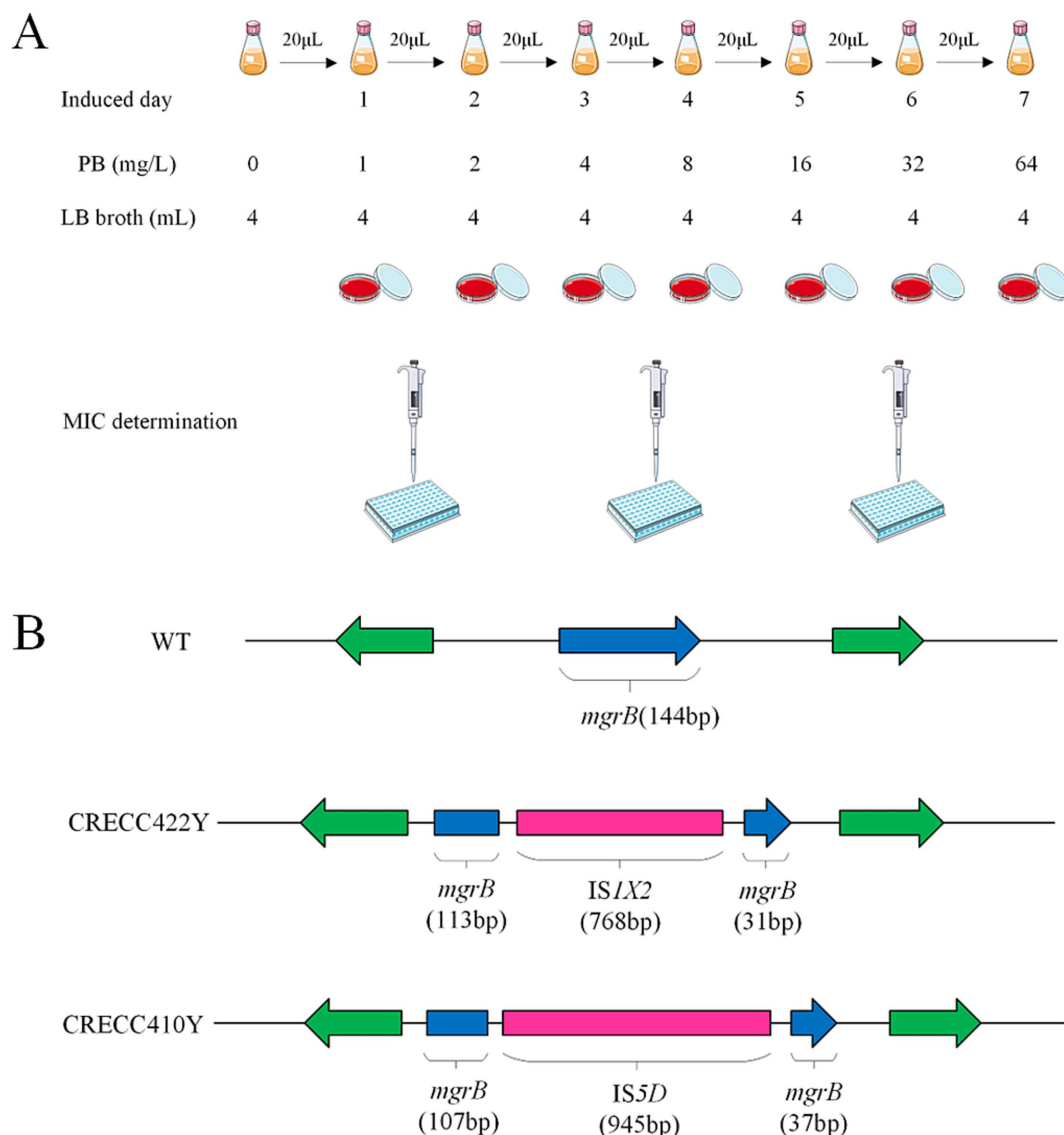 A
20μL 20μL 20μL 20μL 20μL 20μL 20μL
Induced day 1 2 3 4 5 6 7
PB (mg/L) 0 1 2 4 8 16 32 64
LB broth (mL) 4 4 4 4 4 4 4 4
MIC determination
B
WT
mgrB(144bp)
CRECC422Y
mgrB IS1X2 mgrB
(113bp) (768bp) (31bp)
CRECC410Y
mgrB IS5D mgrB
(107bp) (945bp) (37bp)